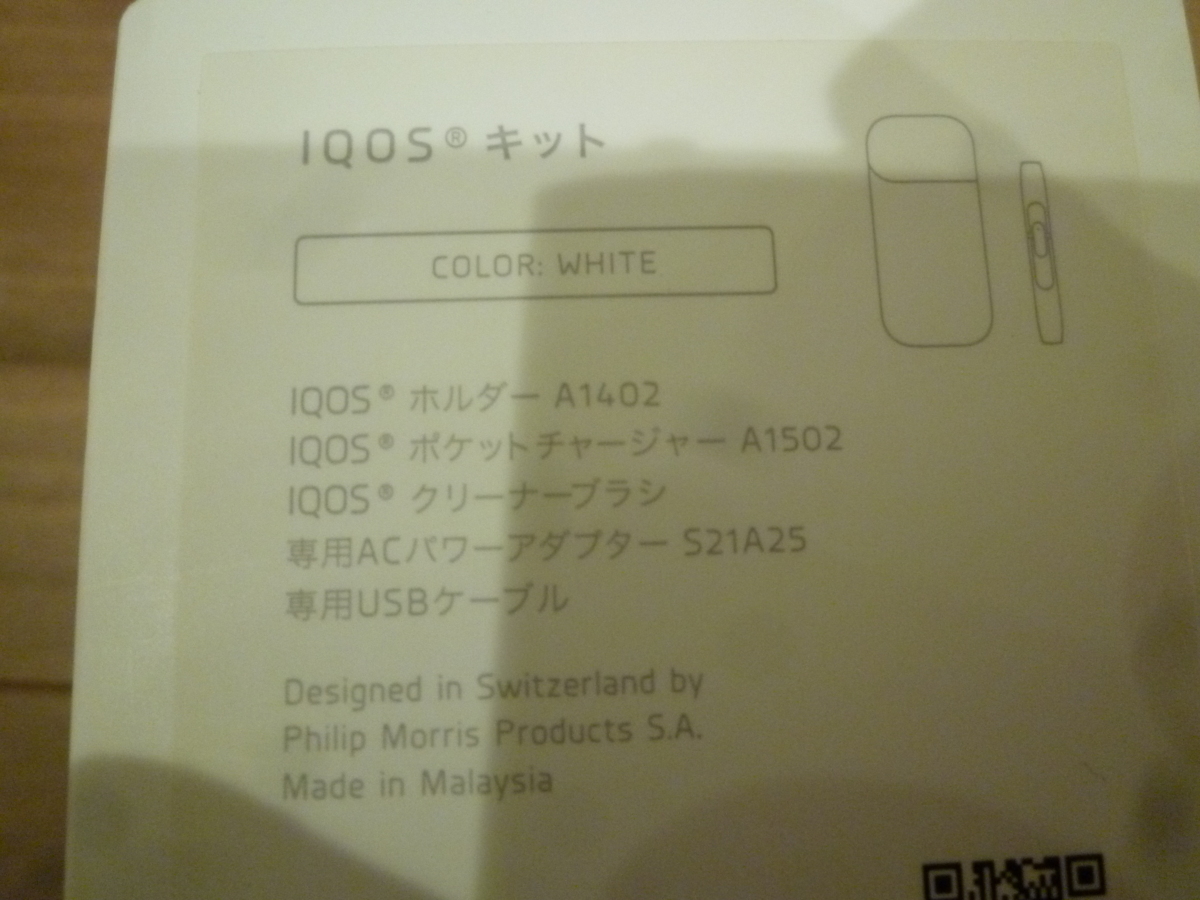 IQOS® キット
COLOR: WHITE
IQOS® ホルダー A1402
IQOS® ポケットチャージャー A1502
IQOS® クリーナーブラシ
専用ACパワーアダプター S21A25
専用USBケーブル
Designed in Switzerland by
Philip Morris Products S.A.
Made in Malaysia